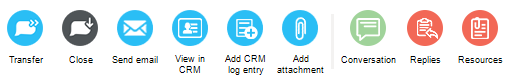 Transfer
Close
Send email
View in
CRM
Add CRM
log entry
Add
attachment
Conversation
Replies
Resources